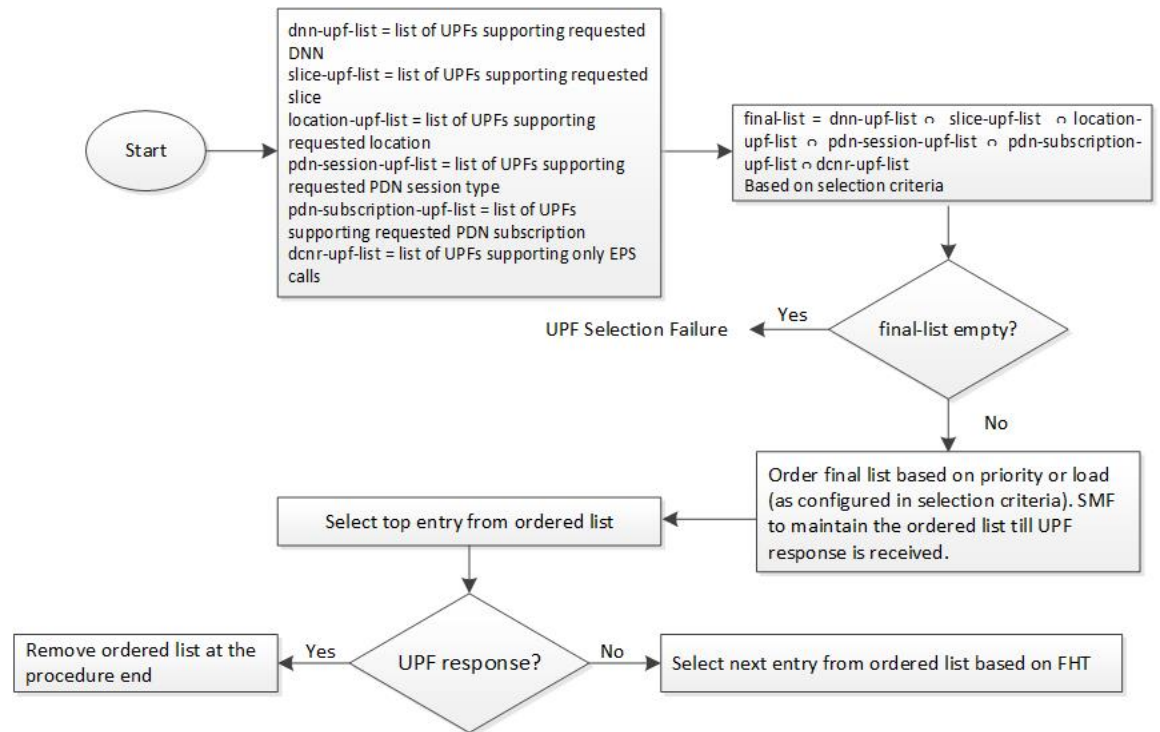 Start
dnn-upf-list = list of UPFs supporting requested
DNN
slice-upf-list = list of UPFs supporting requested
slice
location-upf-list = list of UPFs supporting
requested location
pdn-session-upf-list = list of UPFs supporting
requested PDN session type
pdn-subscription-upf-list = list of UPFs
supporting requested PDN subscription
dcnr-upf-list = list of UPFs supporting only EPS
calls
final-list = dnn-upf-list ∩ slice-upf-list ∩ location-
upf-list ∩ pdn-session-upf-list ∩ pdn-subscription-
upf-list ∩ dcnr-upf-list
Based on selection criteria
final-list empty?
Yes
UPF Selection Failure
No
Order final list based on priority or load
(as configured in selection criteria). SMF
to maintain the ordered list till UPF
response is received.
Select top entry from ordered list
UPF response?
Yes
Remove ordered list at the
procedure end
No
Select next entry from ordered list based on FHT